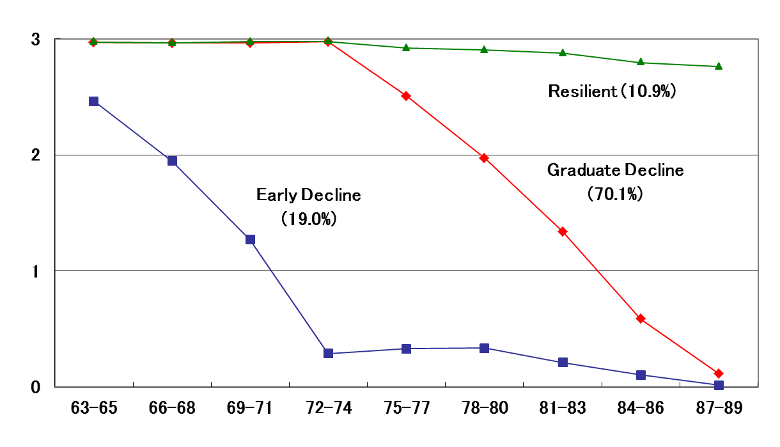 3
Resilient (10.9%)
2
Graduate Decline
(70.1%)
Early Decline
(19.0%)
1
0
63-65 66-68 69-71 72-74 75-77 78-80 81-83 84-86 87-89